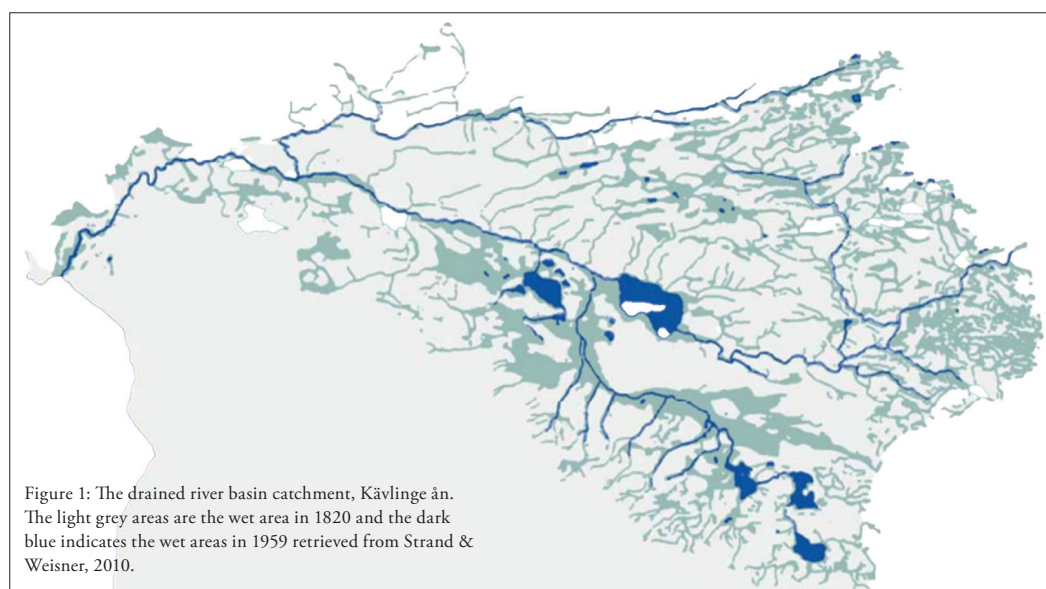 Figure 1: The drained river basin catchment, Kävlinge ån.
The light grey areas are the wet area in 1820 and the dark
blue indicates the wet areas in 1959 retrieved from Strand &
Weisner, 2010.